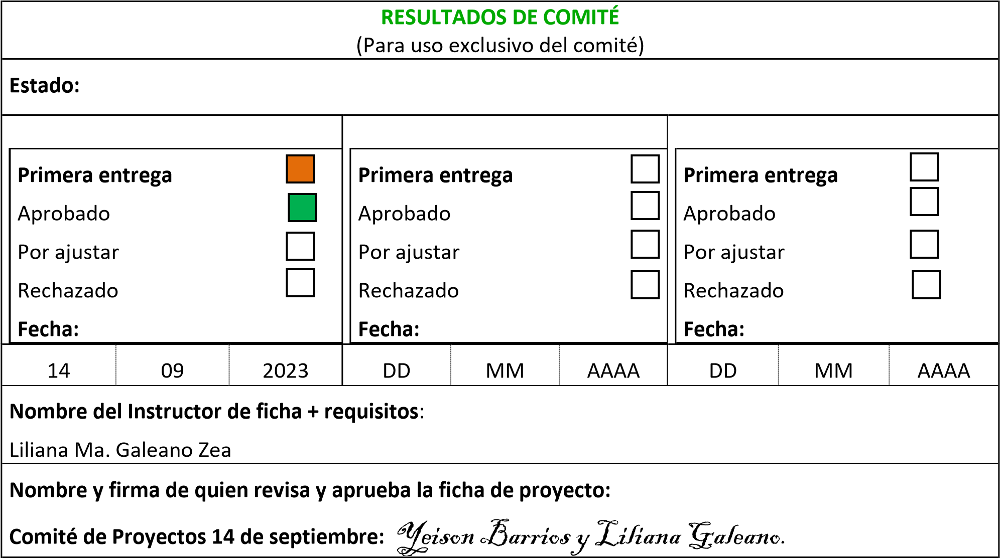 RESULTADOS DE COMITÉ
(Para uso exclusivo del comité)
Estado:
Primera entrega
Aprobado
Por ajustar
Rechazado
Fecha:
Primera entrega
Aprobado
Por ajustar
Rechazado
Fecha:
Primera entrega
Aprobado
Por ajustar
Rechazado
Fecha:
14 09 2023 DD MM AAAA DD MM AAAA
Nombre del Instructor de ficha + requisitos:
Liliana Ma. Galeano Zea
Nombre y firma de quien revisa y aprueba la ficha de proyecto:
Comité de Proyectos 14 de septiembre: Yeison Barrios y Liliana Galeano.